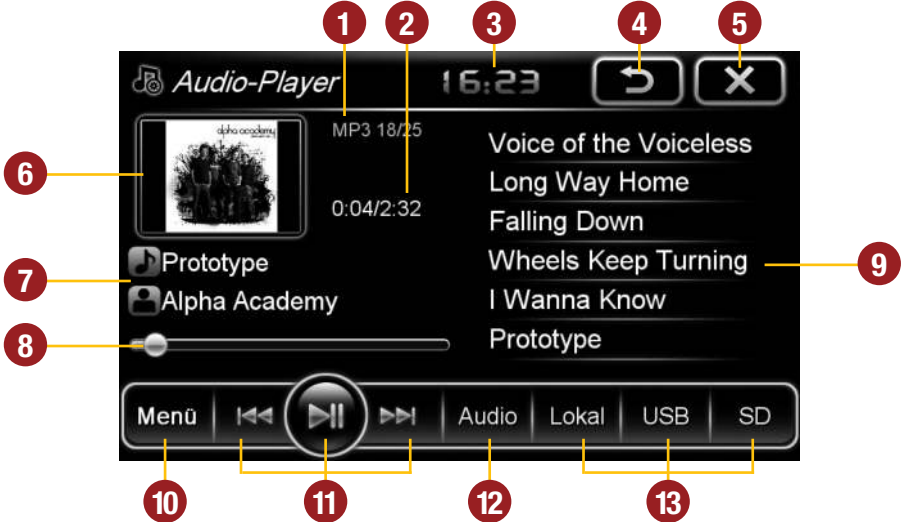 1 2 3 4 5
Audio-Player 16:23
alpha academy
MP3 18/25
0:04/2:32
6
7
Prototype
Alpha Academy
8
Voice of the Voiceless
Long Way Home
Falling Down
Wheels Keep Turning
I Wanna Know
Prototype
9
Menü Audio Lokal USB SD
10 11 12 13